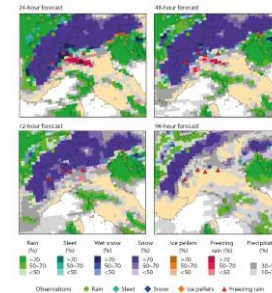 24-hour forecast
48-hour forecast
72-hour forecast
96-hour forecast
Rain (%)
>70
50–70
<50
Sleet (%)
>70
50–70
<50
Wet snow (%)
>70
50–70
<50
Snow (%)
>70
50–70
<50
Ice pellets (%)
>70
50–70
<50
Freezing rain (%)
>70
50–70
<50
Observations
Rain
Sleet
Snow
Ice pellets
Freezing rain